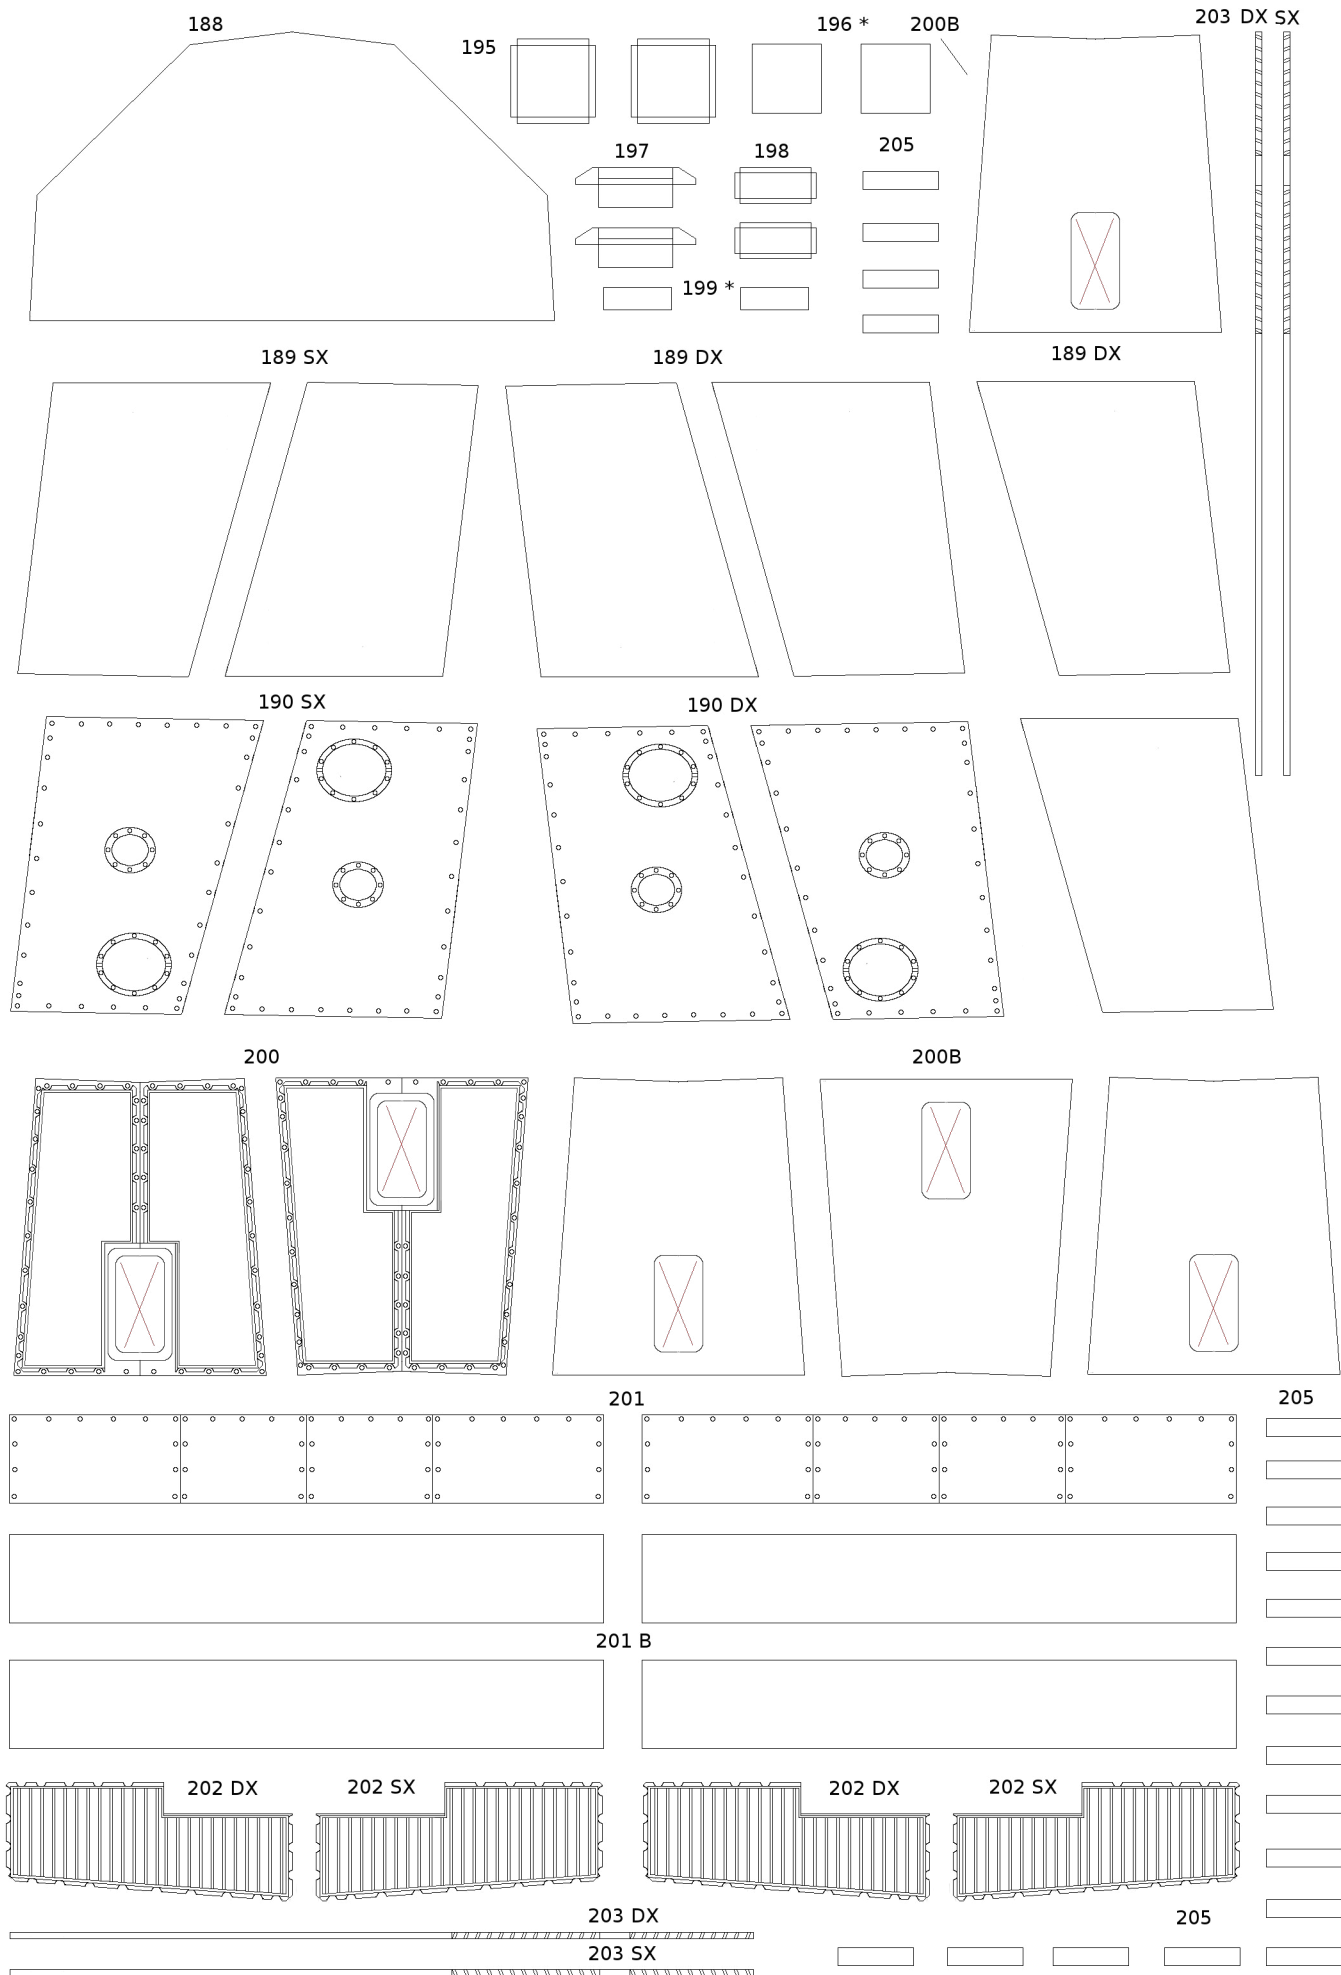 188
195
196 *
200B
203 DX SX
197
198
205
199 *
189 SX
189 DX
189 DX
190 SX
190 DX
200
200B
201
205
201 B
202 DX
202 SX
202 DX
202 SX
203 DX
205
203 SX